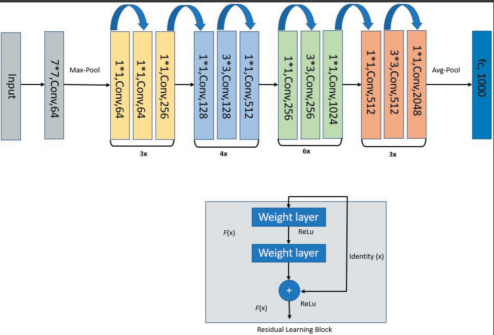 Input
7*7,Conv,64
Max-Pool
1*1,Conv,64
1*1,Conv,64
1*1,Conv,256
3x
1*1,Conv,128
3*3,Conv,128
1*1,Conv,512
4x
1*1,Conv,256
3*3,Conv,256
1*1,Conv,1024
6x
1*1,Conv,512
3*3,Conv,512
1*1,Conv,2048
3x
Avg-Pool
fc, 1000
Weight layer
F(x)
ReLu
Weight layer
Identity (x)
+
F(x)
ReLu
Residual Learning Block